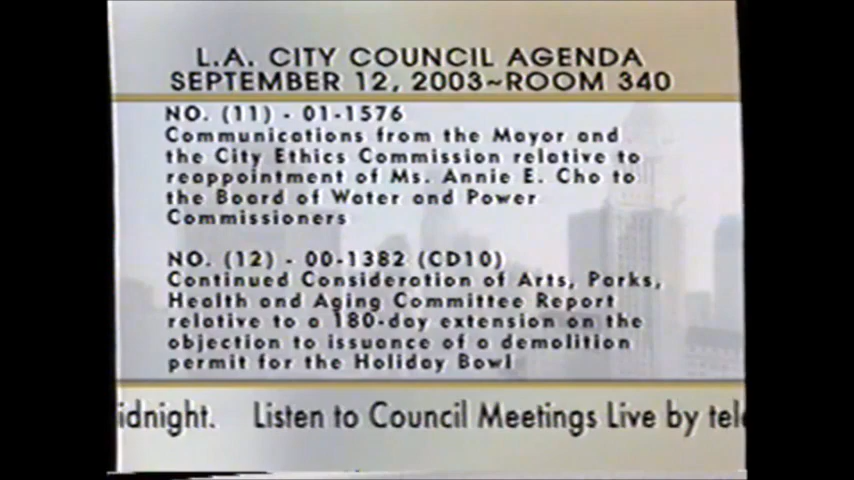 L.A. CITY COUNCIL AGENDA
SEPTEMBER 12, 2003~ROOM 340
NO. (11) - 01-1576
Communications from the Mayor and
the City Ethics Commission relative to
reappointment of Ms. Annie E. Cho to
the Board of Water and Power
Commissioners
NO. (12) - 00-1382 (CD10)
Continued Consideration of Arts, Parks,
Health and Aging Committee Report
relative to a 180-day extension on the
objection to issuance of a demolition
permit for the Holiday Bowl
idnight. Listen to Council Meetings Live by tele